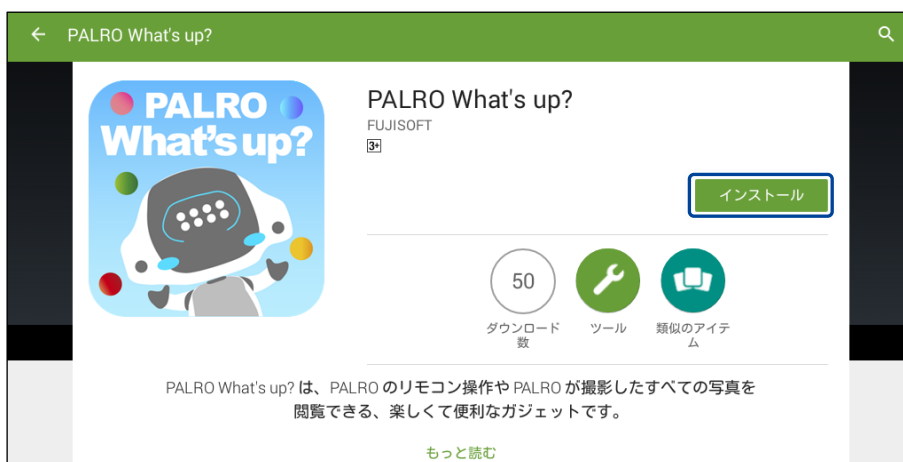 PALRO What's up?
PALRO
What's up?
PALRO What's up?
FUJISOFT
3+
インストール
50
ダウンロード
数
ツール
類似のアイテ
ム
PALRO What's up? は、PALRO のリモコン操作や PALRO が撮影したすべての写真を
閲覧できる、楽しくて便利なガジェットです。
もっと読む